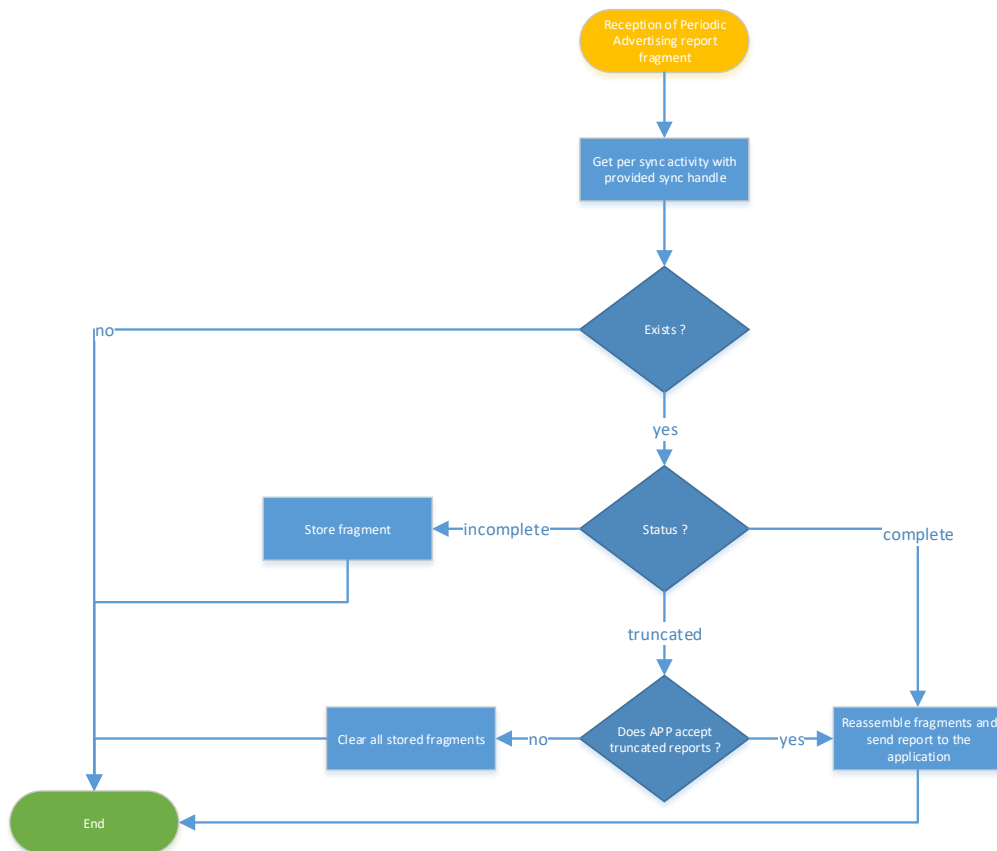 Reception of Periodic
Advertising report
fragment
Get per sync activity with
provided sync handle
Exists ?
no
yes
Status ?
incomplete
Store fragment
complete
truncated
Does APP accept
truncated reports ?
no
Clear all stored fragments
yes
Reassemble fragments and
send report to the
application
End